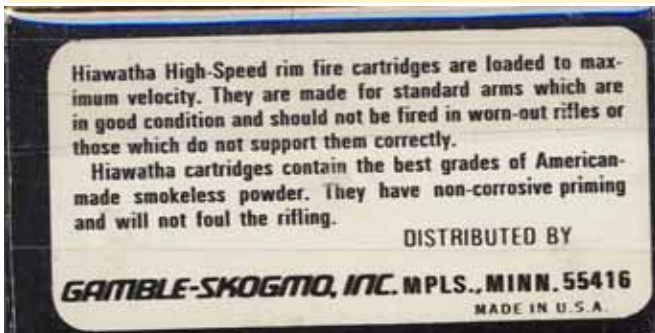 Hiawatha High-Speed rim fire cartridges are loaded to max-
imum velocity. They are made for standard arms which are
in good condition and should not be fired in worn-out rifles or
those which do not support them correctly.
Hiawatha cartridges contain the best grades of American-
made smokeless powder. They have non-corrosive priming
and will not foul the rifling.
DISTRIBUTED BY
GAMBLE-SKOGMO, INC. MPLS., MINN. 55416
MADE IN U.S.A.